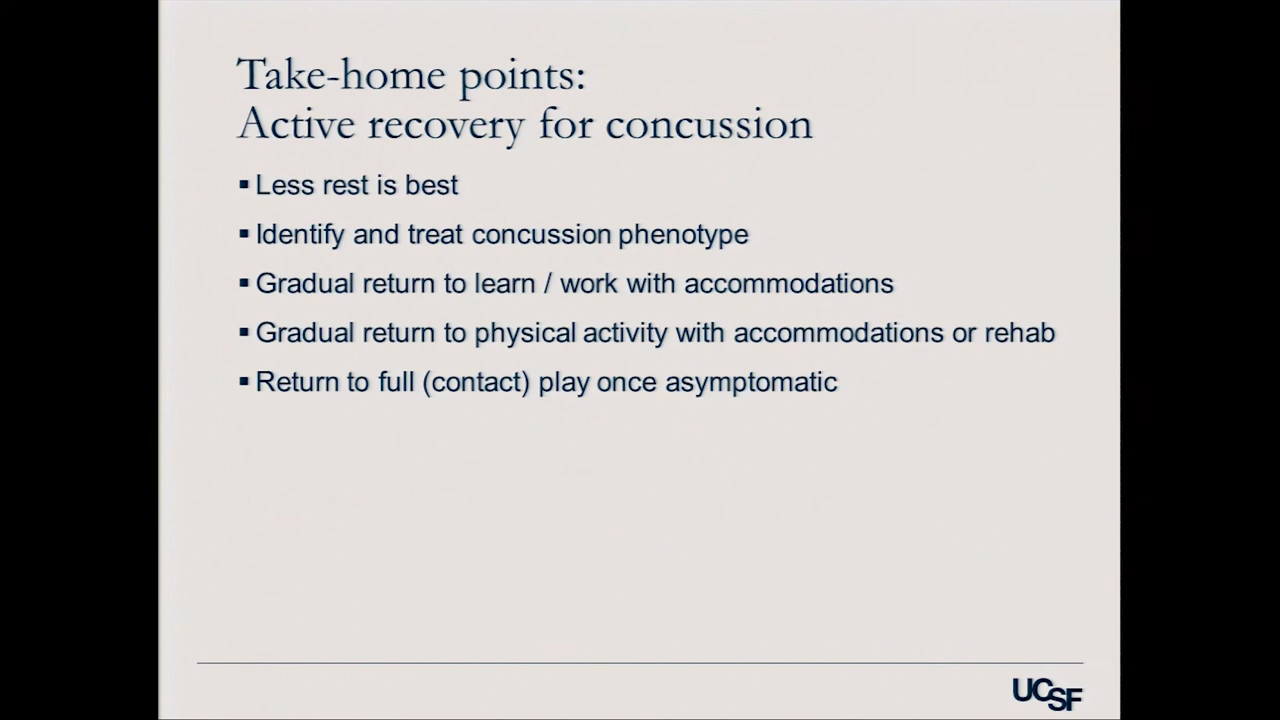 Take-home points:
Active recovery for concussion
▪ Less rest is best
▪ Identify and treat concussion phenotype
▪ Gradual return to learn / work with accommodations
▪ Gradual return to physical activity with accommodations or rehab
▪ Return to full (contact) play once asymptomatic
UCSF